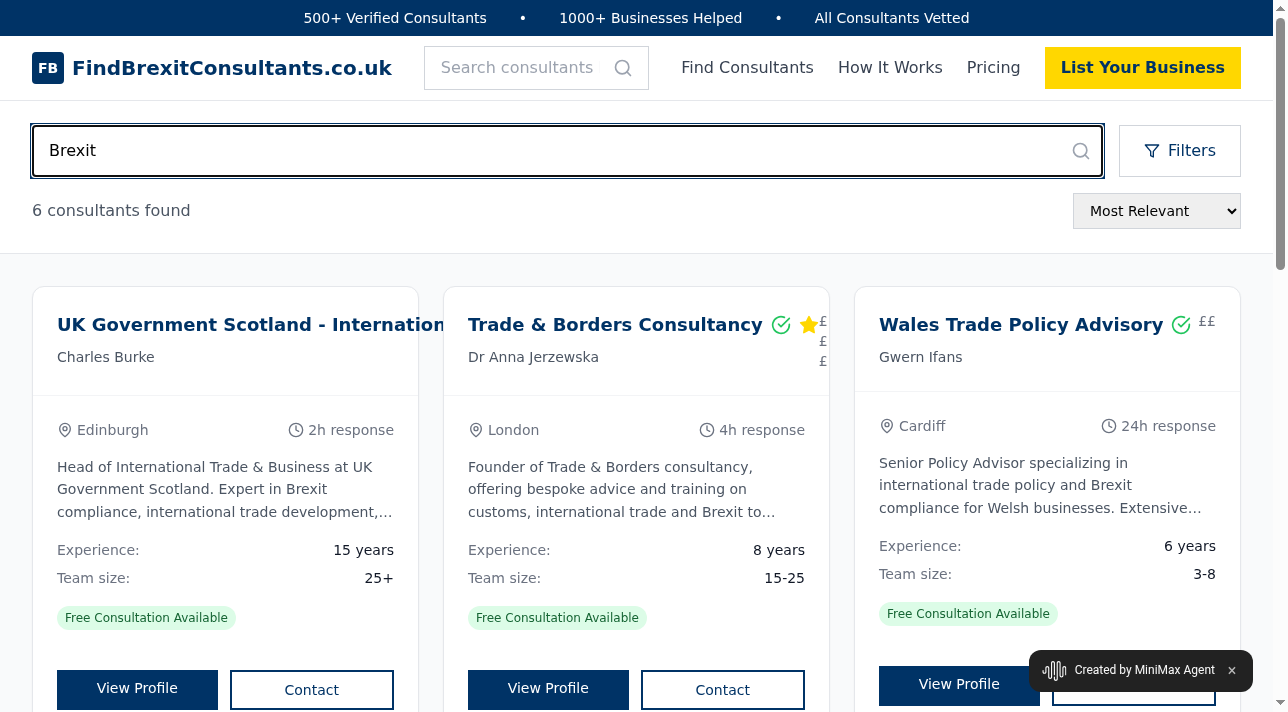 500+ Verified Consultants • 1000+ Businesses Helped • All Consultants Vetted
FB FindBrexitConsultants.co.uk Search consultants Find Consultants How It Works Pricing List Your Business
Brexit Filters
6 consultants found Most Relevant
UK Government Scotland - Internation
Charles Burke
Edinburgh 2h response
Head of International Trade & Business at UK
Government Scotland. Expert in Brexit
compliance, international trade development,...
Experience: 15 years
Team size: 25+
Free Consultation Available
View Profile Contact
Trade & Borders Consultancy £
£
£
Dr Anna Jerzewska
London 4h response
Founder of Trade & Borders consultancy,
offering bespoke advice and training on
customs, international trade and Brexit to...
Experience: 8 years
Team size: 15-25
Free Consultation Available
View Profile Contact
Wales Trade Policy Advisory ££
Gwern Ifans
Cardiff 24h response
Senior Policy Advisor specializing in
international trade policy and Brexit
compliance for Welsh businesses. Extensive...
Experience: 6 years
Team size: 3-8
Free Consultation Available
View Profile
Created by MiniMax Agent ×